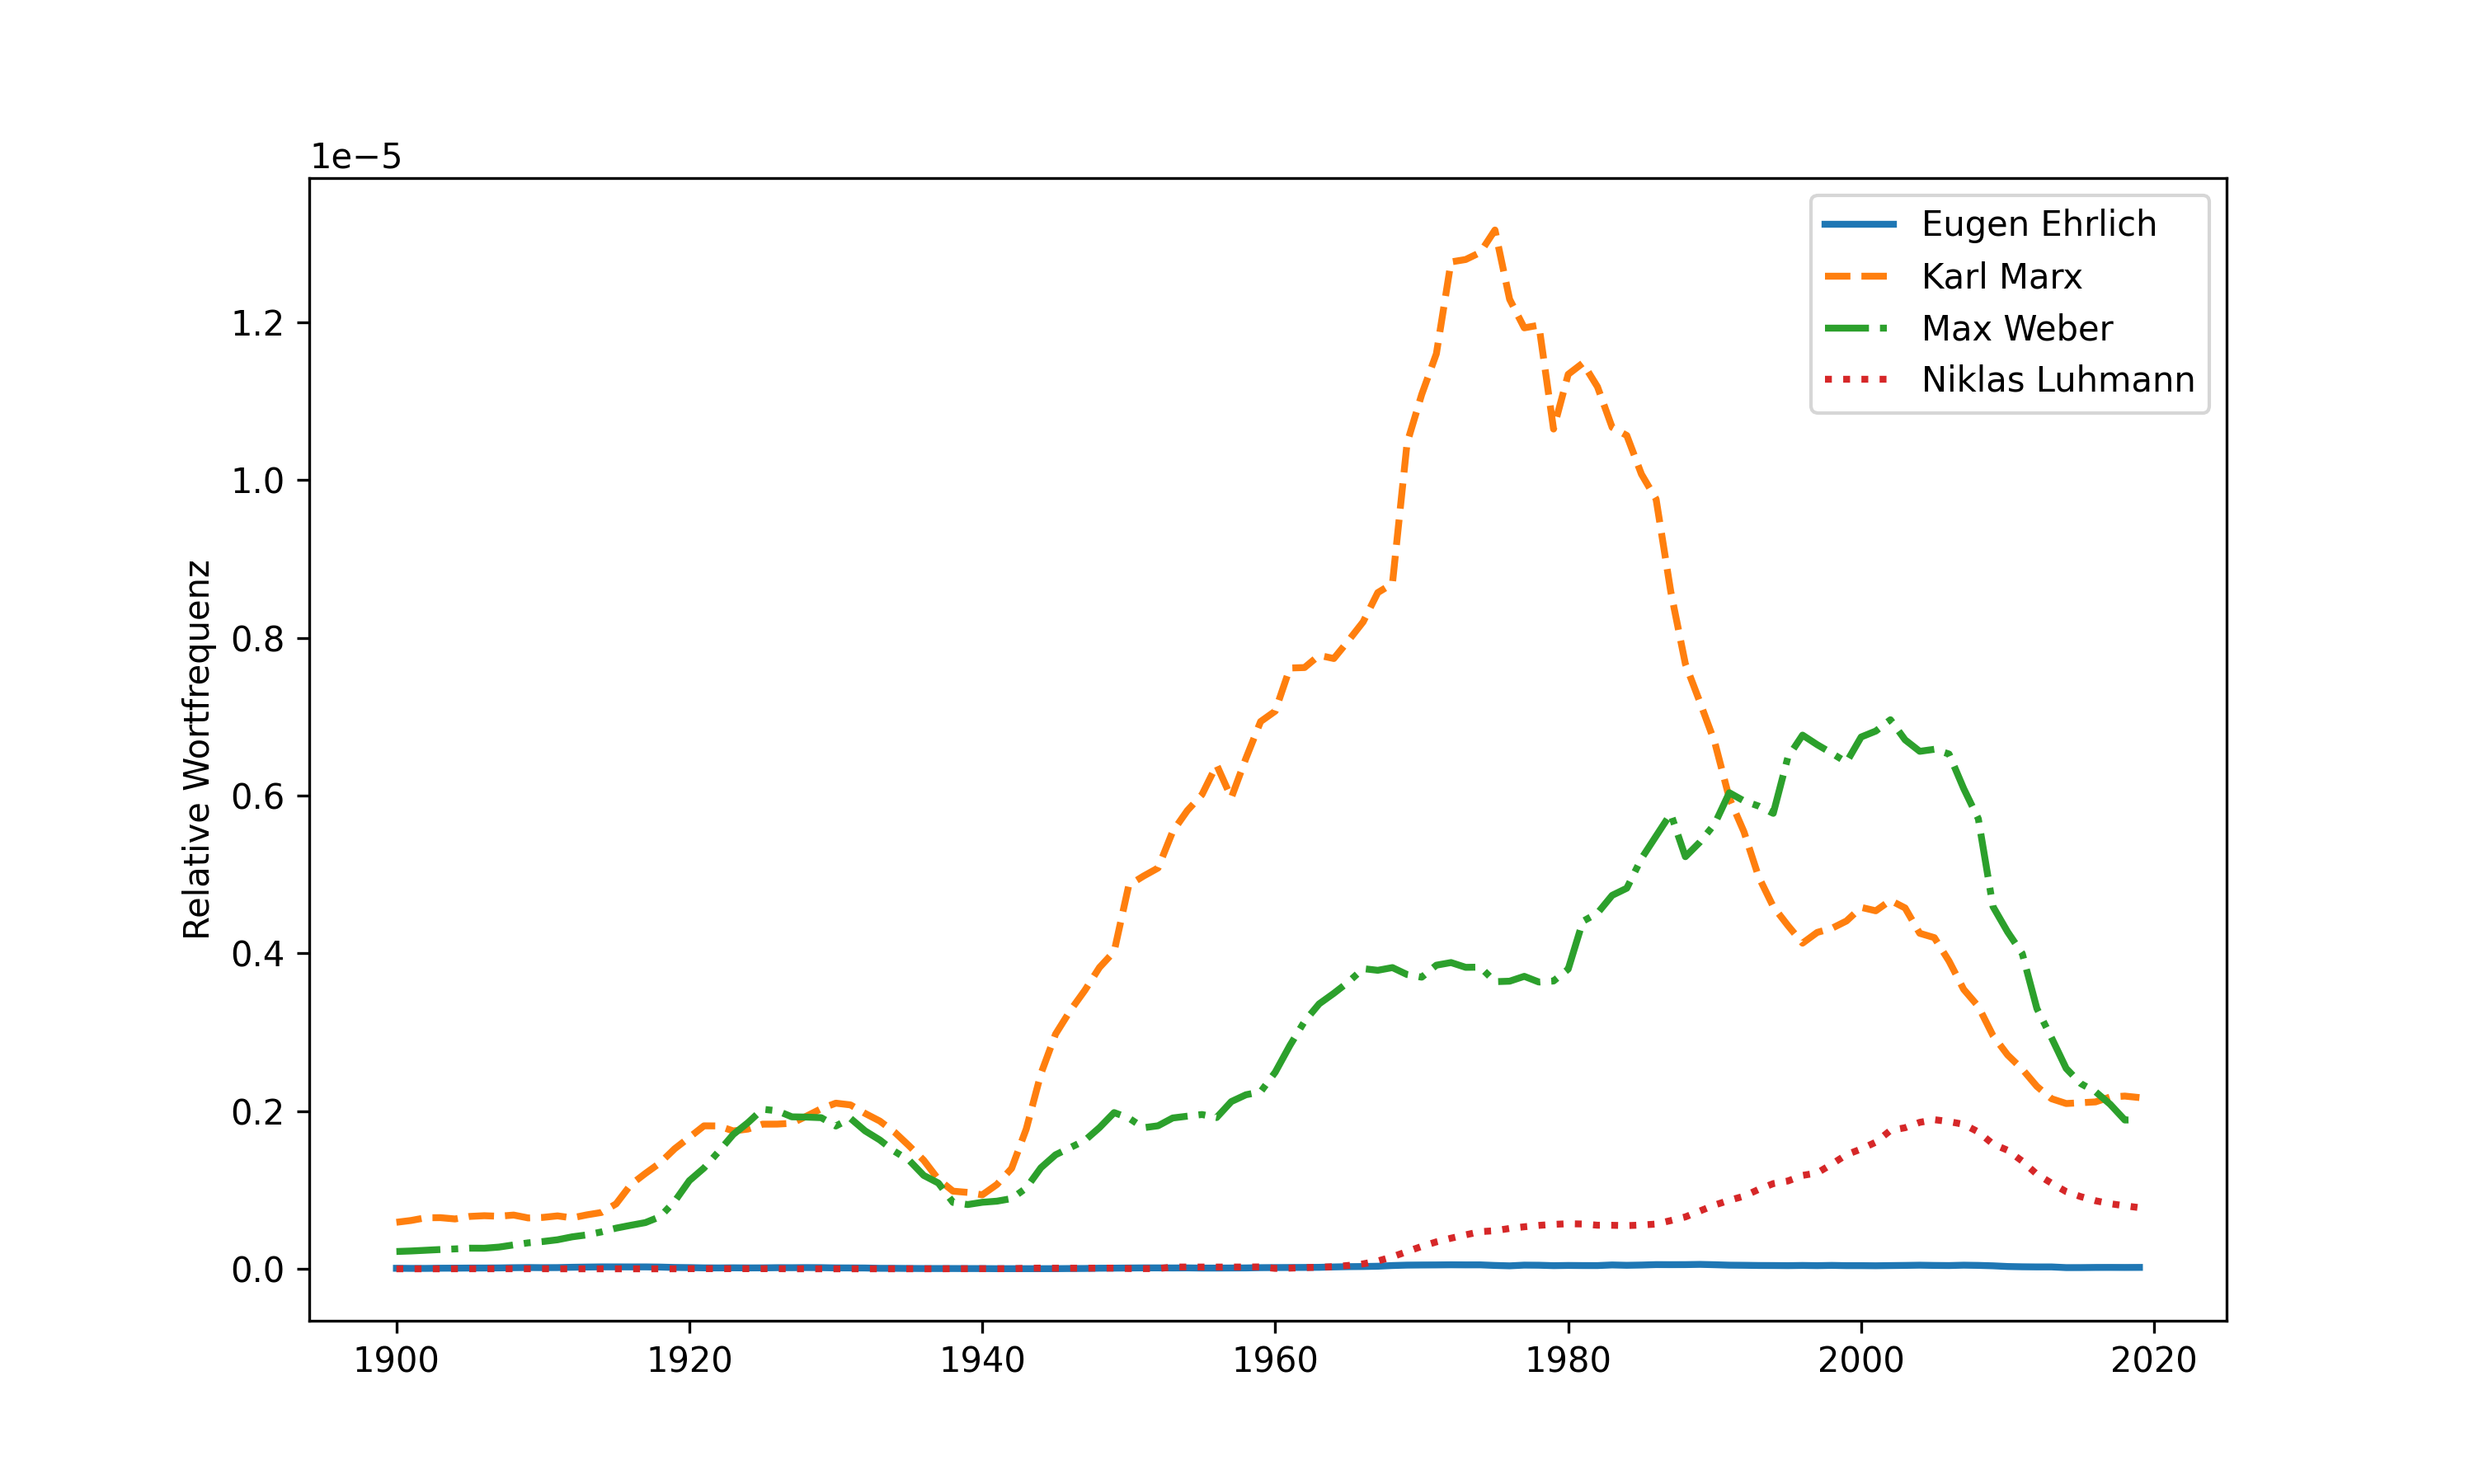 1e−5
Relative Wortfrequenz
1.2
1.0
0.8
0.6
0.4
0.2
0.0
1900 1920 1940 1960 1980 2000 2020
Eugen Ehrlich
Karl Marx
Max Weber
Niklas Luhmann